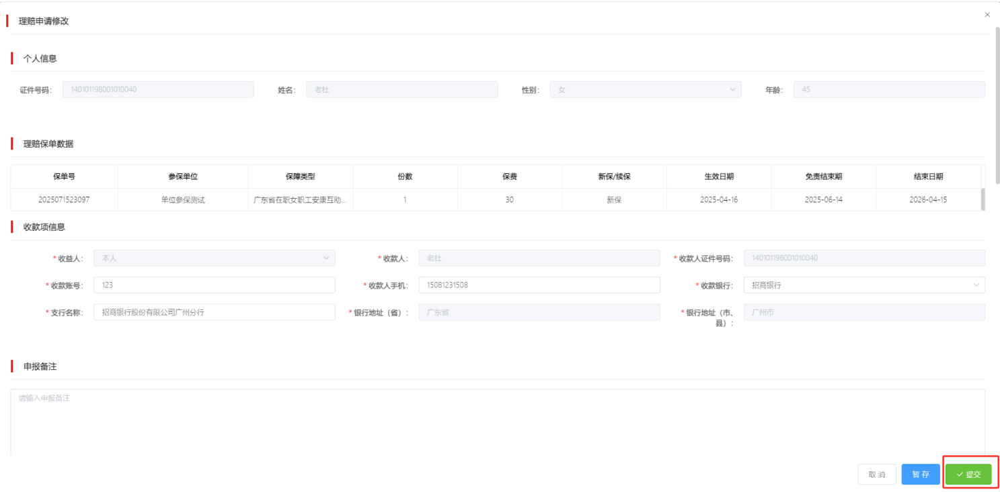 理赔申请修改
个人信息
证件号码： 140101198001010040 姓名： 老杜 性别： 女 年龄： 45
理赔保单数据
保单号 参保单位 保障类型 份数 保费 新保/续保 生效日期 免责结束期 结束日期
2025071523097 单位参保测试 广东省在职女职工安康互助... 1 30 新保 2025-04-16 2025-06-14 2026-04-15
收款项信息
* 收益人： 本人 * 收款人： 老杜 * 收款人证件号码： 140101198001010040
* 收款账号： 123 * 收款人手机： 15081231508 * 收款银行： 招商银行
* 支行名称： 招商银行股份有限公司广州分行 * 银行地址（省）： 广东省 * 银行地址（市、 广州市
县）：
申报备注
请输入申报备注
取消 暂存 提交